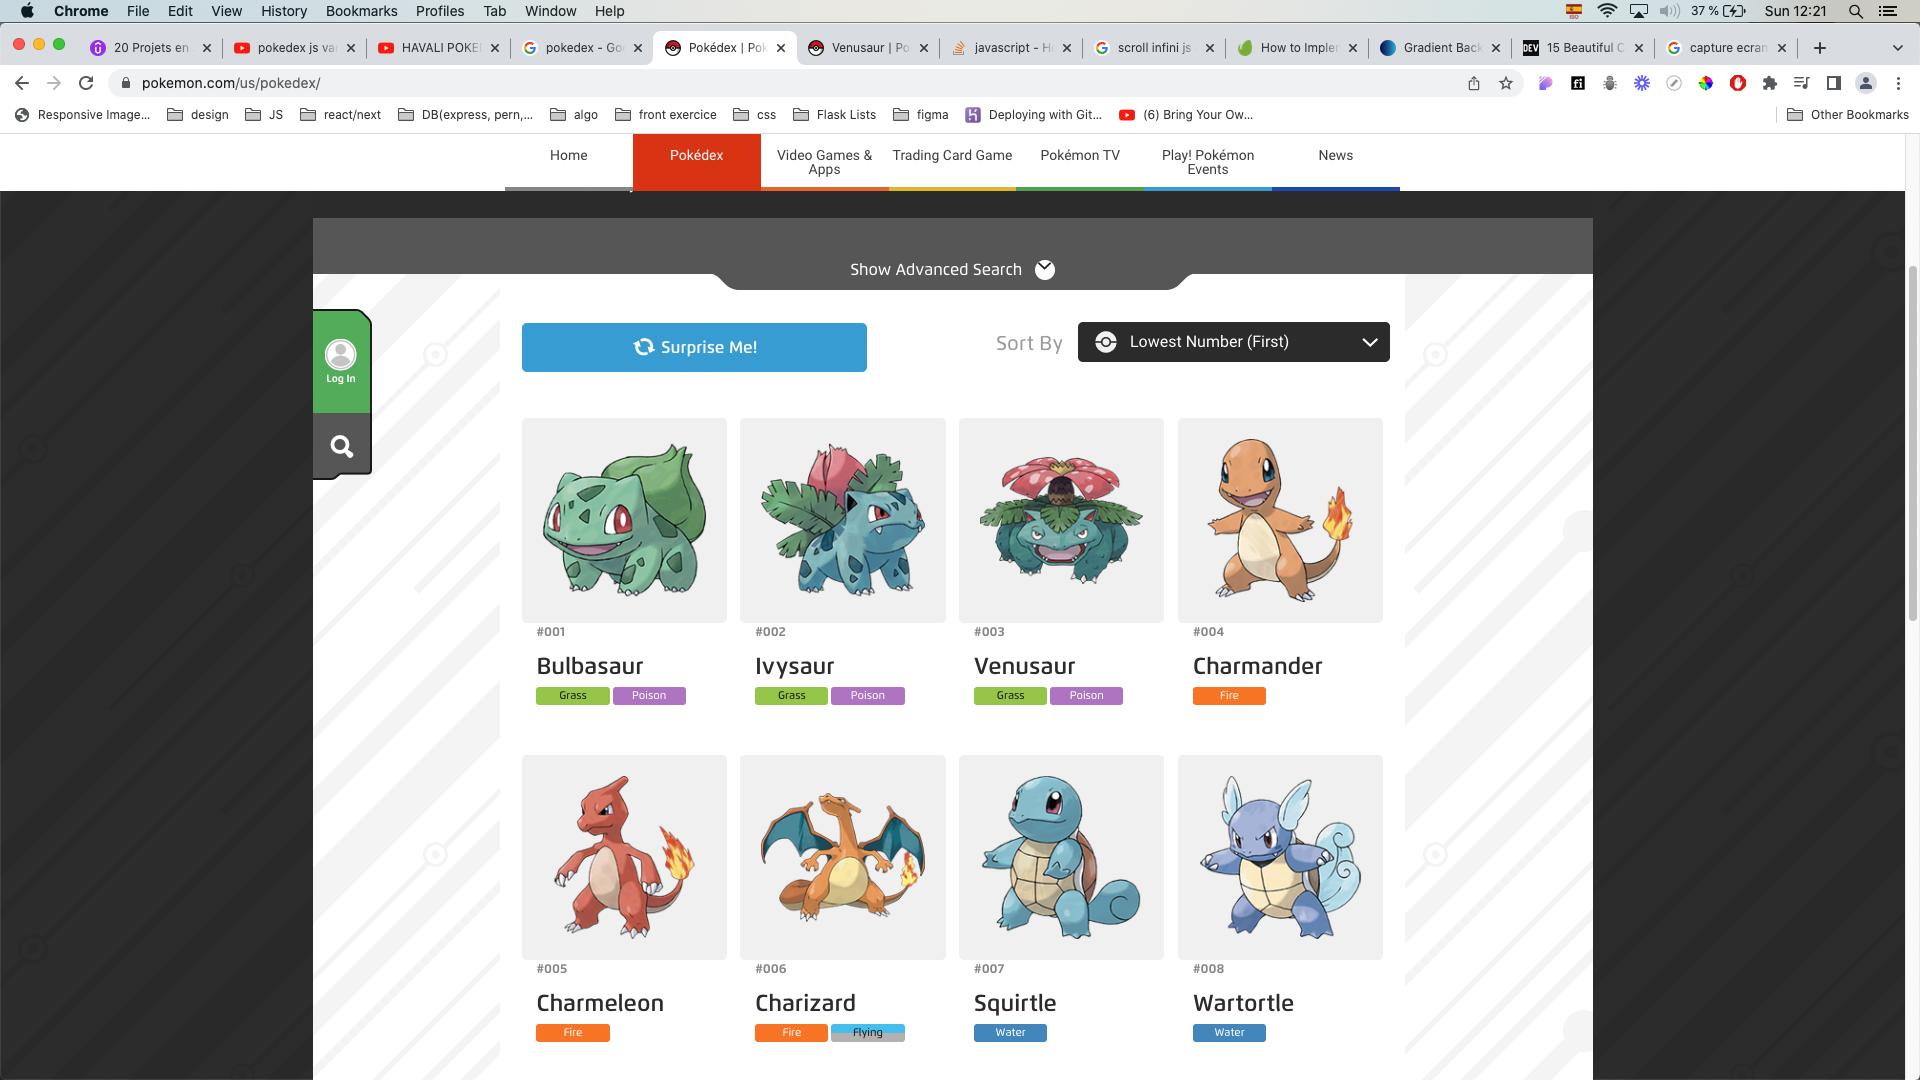 Chrome File Edit View History Bookmarks Profiles Tab Window Help ISO 37 % Sun 12:21
20 Projets en pokedex js va HAVALI POKE pokedex - Go Pokédex | Pok Venusaur | Po javascript - H scroll infini js How to Impler Gradient Back DEV 15 Beautiful C capture ecran
pokemon.com/us/pokedex/
Responsive Image... design JS react/next DB(express, pern,... algo front exercice css Flask Lists figma Deploying with Git... (6) Bring Your Ow... Other Bookmarks
Home Pokédex Video Games & Apps Trading Card Game Pokémon TV Play! Pokémon Events News
Show Advanced Search
Surprise Me! Sort By Lowest Number (First)
Log In
#001 #002 #003 #004
Bulbasaur Ivysaur Venusaur Charmander
Grass Poison Grass Poison Grass Poison Fire
#005 #006 #007 #008
Charmeleon Charizard Squirtle Wartortle
Fire Fire Flying Water Water